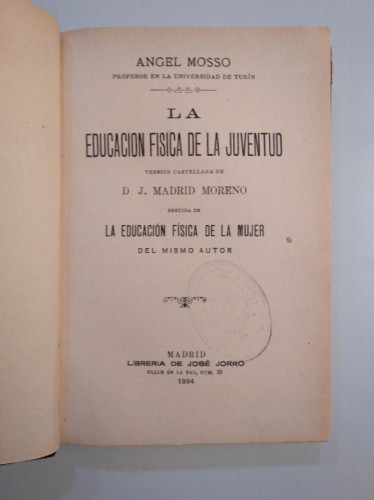 ANGEL MOSSO
PROFESOR EN LA UNIVERSIDAD DE TURÍN
LA
EDUCACION FISICA DE LA JUVENTUD
VERSIÓN CASTELLANA DE
D. J. MADRID MORENO
SEGUIDA DE
LA EDUCACIÓN FÍSICA DE LA MUJER
DEL MISMO AUTOR
MADRID
LIBRERIA DE JOSÉ JORRO
CALLE DE LA PAZ, NÚM. 23
1894